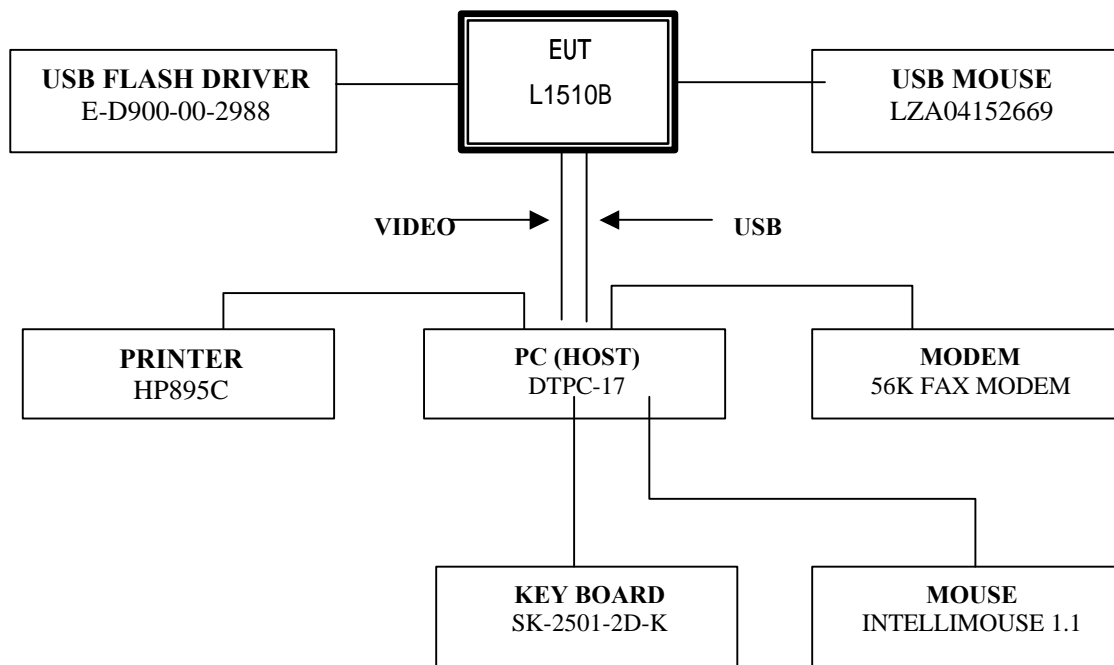 EUT
L1510B
USB FLASH DRIVER
E-D900-00-2988
USB MOUSE
LZA04152669
VIDEO
USB
PRINTER
HP895C
PC (HOST)
DTPC-17
MODEM
56K FAX MODEM
KEY BOARD
SK-2501-2D-K
MOUSE
INTELLIMOUSE 1.1